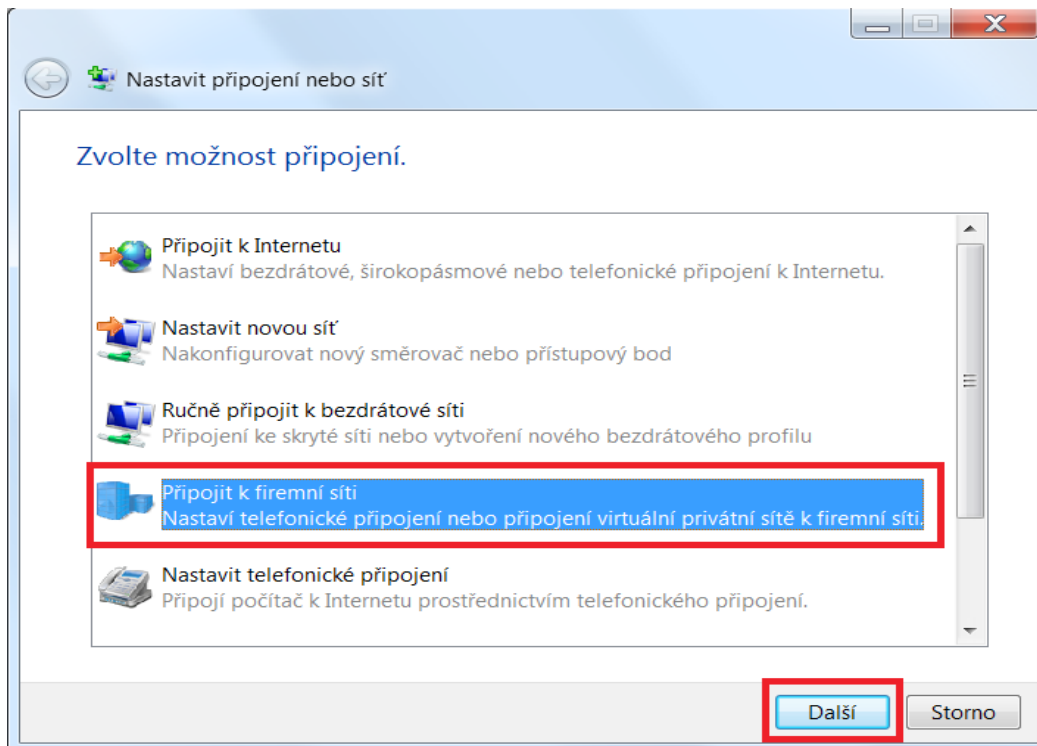 Nastavit připojení nebo síť
Zvolte možnost připojení.
Připojit k Internetu
Nastaví bezdrátové, širokopásmové nebo telefonické připojení k Internetu.
Nastavit novou síť
Nakonfigurovat nový směrovač nebo přístupový bod
Ručně připojit k bezdrátové síti
Připojení ke skryté síti nebo vytvoření nového bezdrátového profilu
Připojit k firemní síti
Nastaví telefonické připojení nebo připojení virtuální privátní sítě k firemní síti.
Nastavit telefonické připojení
Připojí počítač k Internetu prostřednictvím telefonického připojení.
Další
Storno